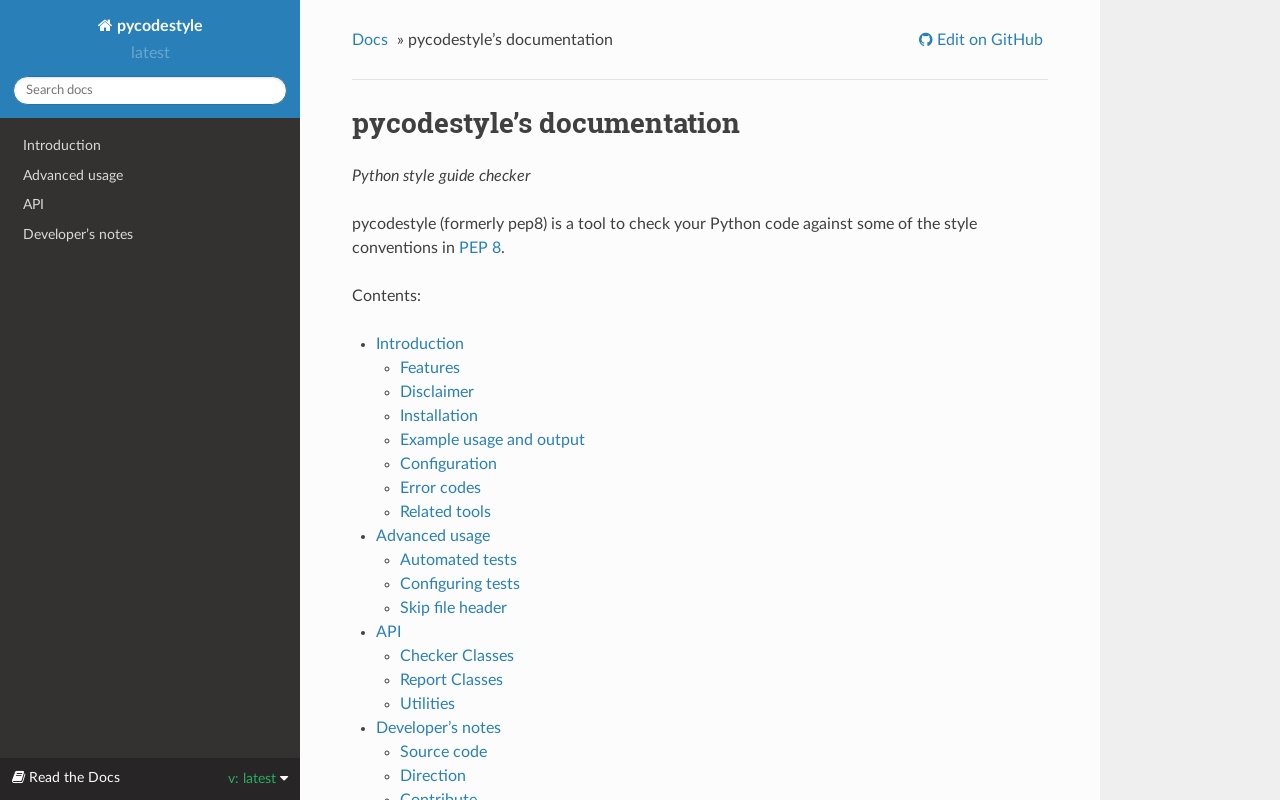 pycodestyle
latest
Search docs
Introduction
Advanced usage
API
Developer’s notes
Read the Docs
v: latest
Docs » pycodestyle’s documentation
Edit on GitHub
pycodestyle’s documentation
Python style guide checker
pycodestyle (formerly pep8) is a tool to check your Python code against some of the style
conventions in PEP 8.
Contents:
Introduction
Features
Disclaimer
Installation
Example usage and output
Configuration
Error codes
Related tools
Advanced usage
Automated tests
Configuring tests
Skip file header
API
Checker Classes
Report Classes
Utilities
Developer’s notes
Source code
Direction
Contribute